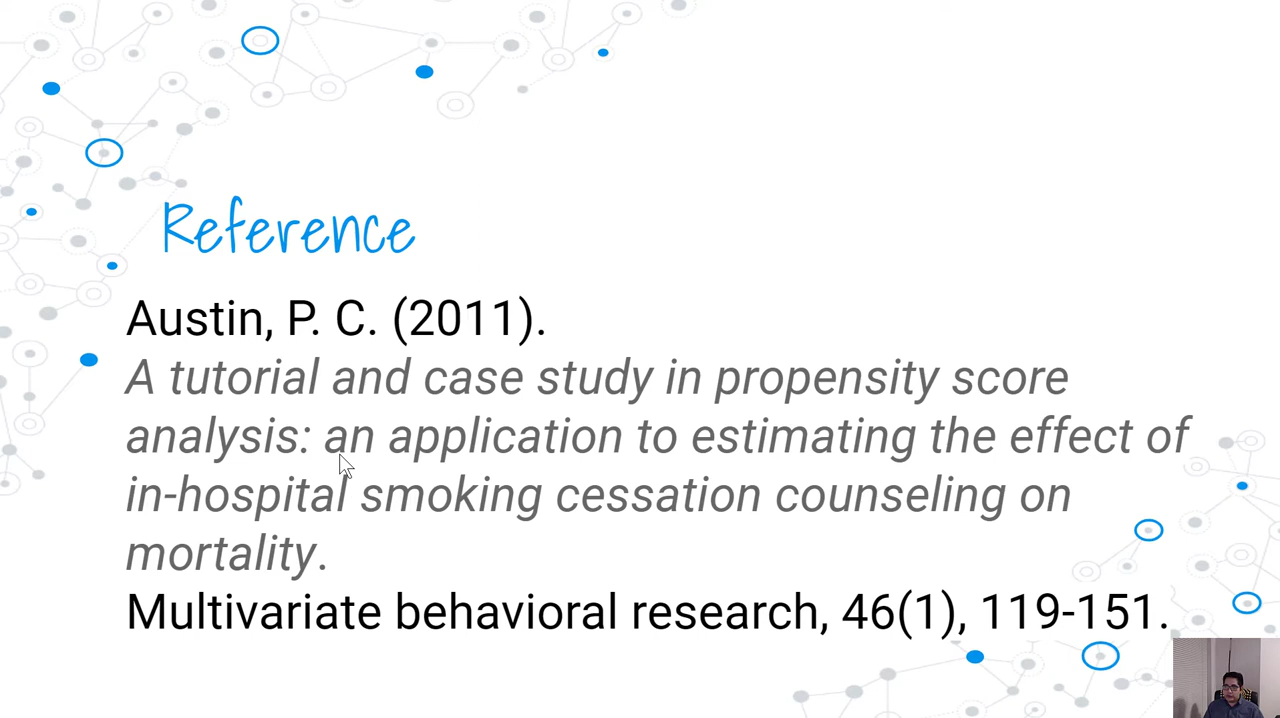 Reference
Austin, P. C. (2011).
A tutorial and case study in propensity score
analysis: an application to estimating the effect of
in-hospital smoking cessation counseling on
mortality.
Multivariate behavioral research, 46(1), 119-151.